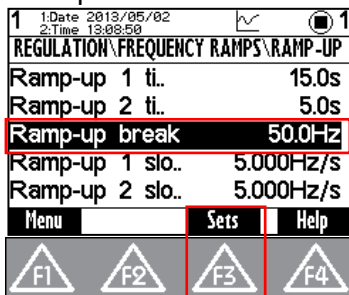 1 1:Date 2013/05/02 1
2:Time 13:08:50
REGULATION\FREQUENCY RAMPS\RAMP-UP
Ramp-up 1 ti.. 15.0s
Ramp-up 2 ti.. 5.0s
Ramp-up break 50.0Hz
Ramp-up 1 slo.. 5.000Hz/s
Ramp-up 2 slo.. 5.000Hz/s
Menu Sets Help
F1 F2 F3 F4